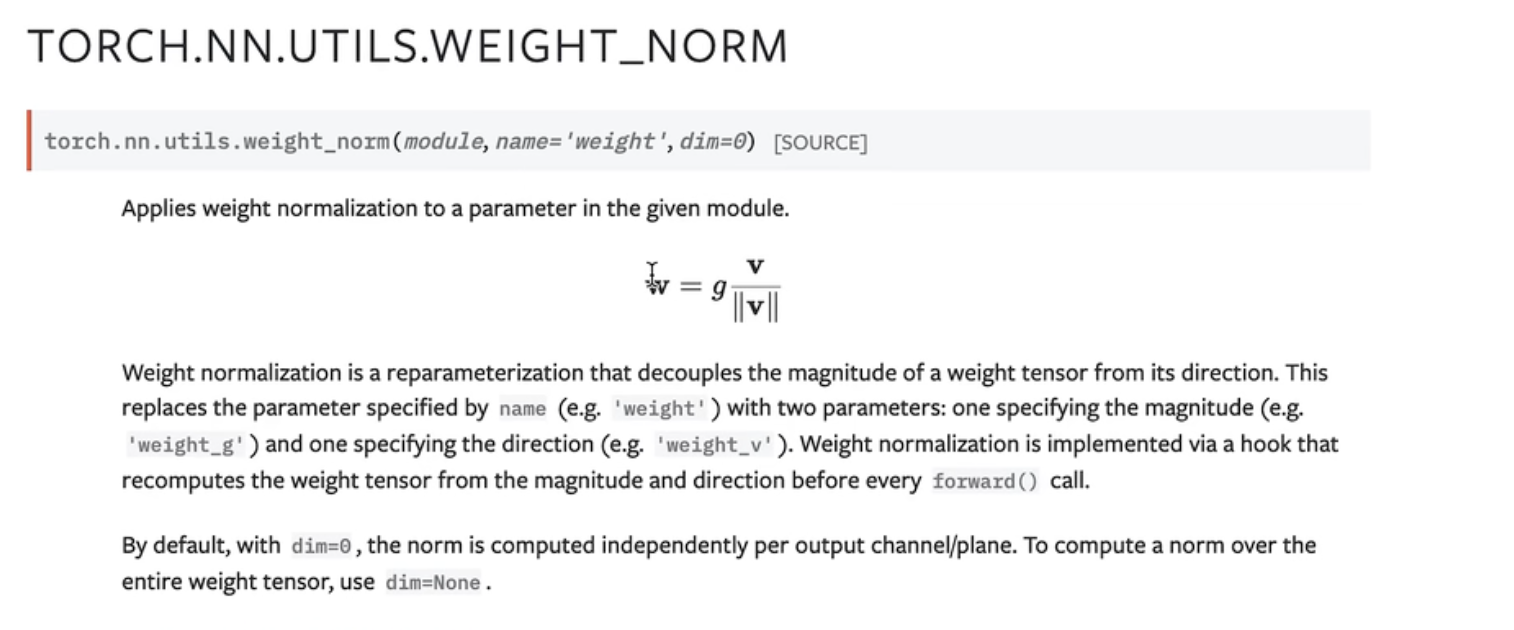 TORCH.NN.UTILS.WEIGHT_NORM
torch.nn.utils.weight_norm(module, name='weight', dim=0) [SOURCE]
Applies weight normalization to a parameter in the given module.
w = g v / ‖v‖
Weight normalization is a reparameterization that decouples the magnitude of a weight tensor from its direction. This
replaces the parameter specified by name (e.g. 'weight') with two parameters: one specifying the magnitude (e.g.
'weight_g') and one specifying the direction (e.g. 'weight_v'). Weight normalization is implemented via a hook that
recomputes the weight tensor from the magnitude and direction before every forward() call.
By default, with dim=0, the norm is computed independently per output channel/plane. To compute a norm over the
entire weight tensor, use dim=None.